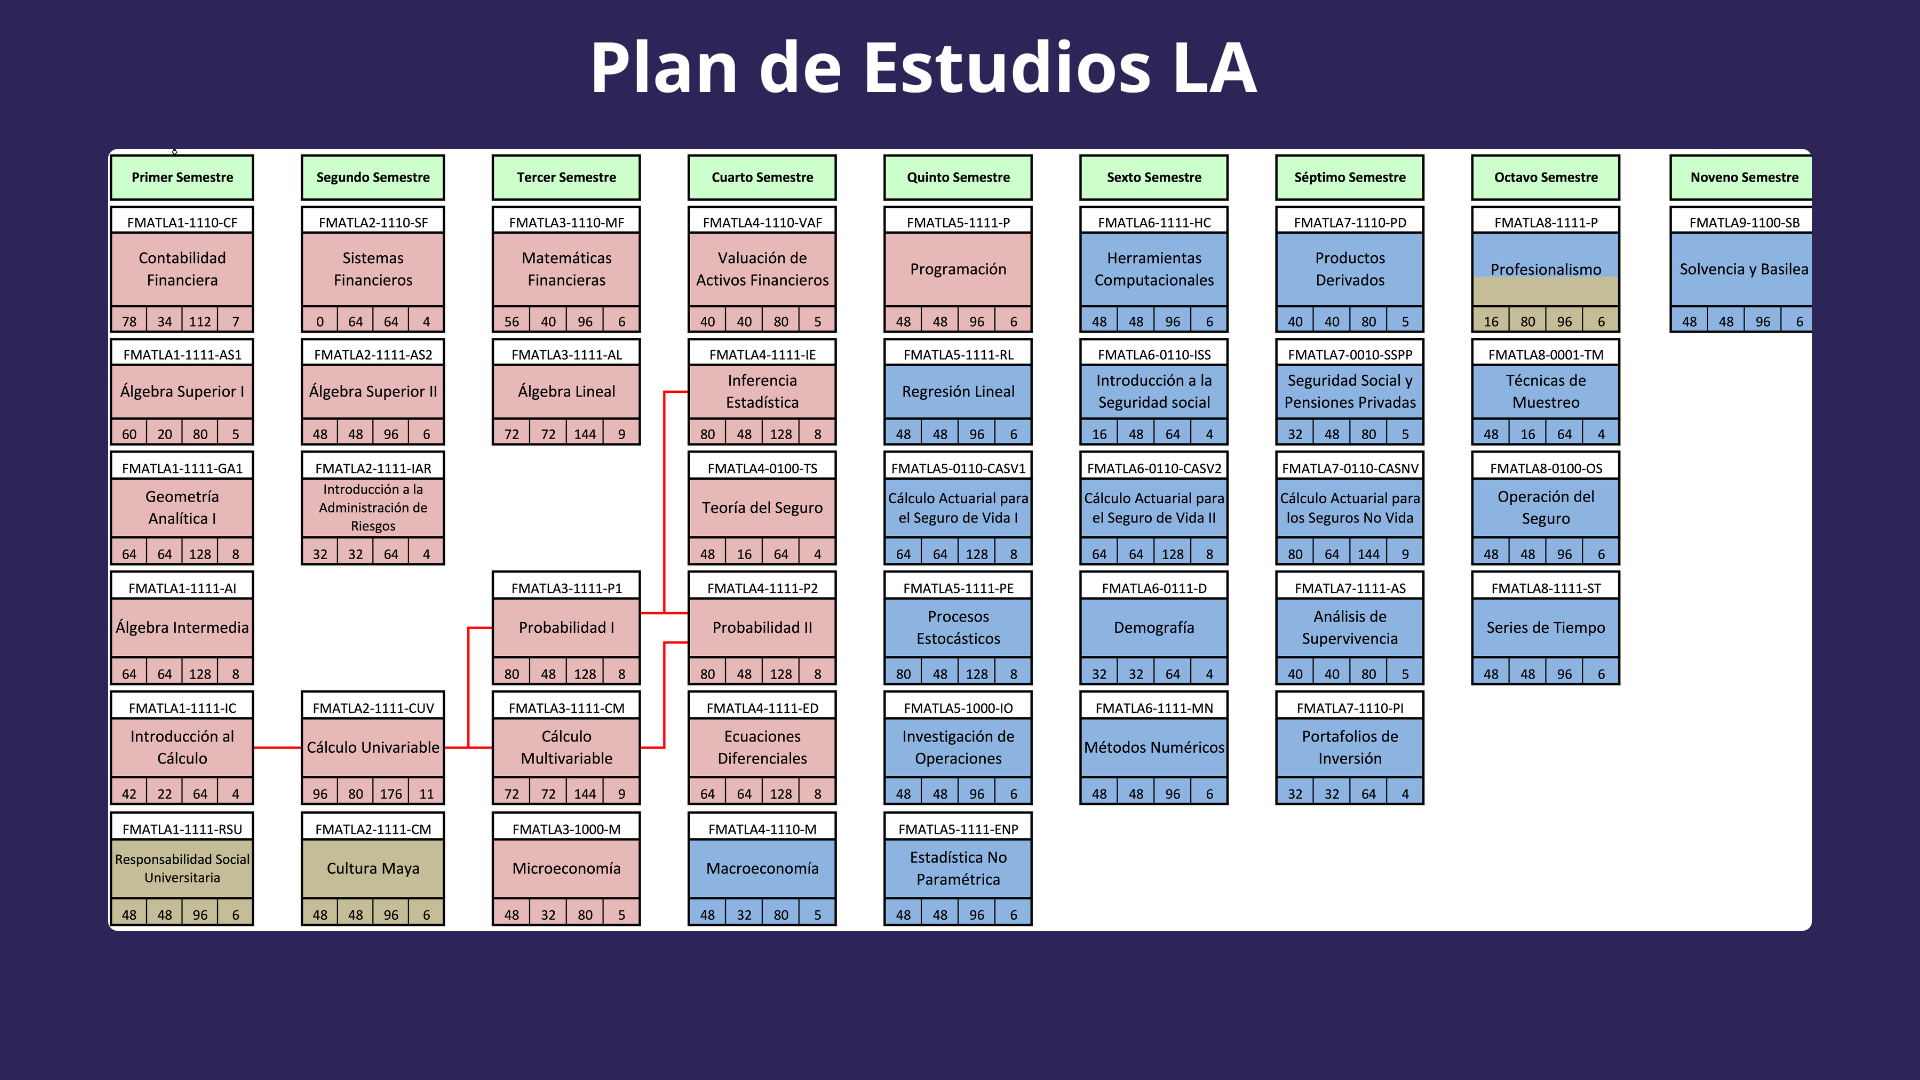 Plan de Estudios LA
Primer Semestre
FMATLA1-1110-CF
Contabilidad
Financiera
78 34 112 7
FMATLA1-1111-AS1
Álgebra Superior I
60 20 80 5
FMATLA1-1111-GA1
Geometría
Analítica I
64 64 128 8
FMATLA1-1111-AI
Álgebra Intermedia
64 64 128 8
FMATLA1-1111-IC
Introducción al
Cálculo
42 22 64 4
FMATLA1-1111-RSU
Responsabilidad Social
Universitaria
48 48 96 6
Segundo Semestre
FMATLA2-1110-SF
Sistemas
Financieros
0 64 64 4
FMATLA2-1111-AS2
Álgebra Superior II
48 48 96 6
FMATLA2-1111-IAR
Introducción a la
Administración de
Riesgos
32 32 64 4
FMATLA2-1111-CUV
Cálculo Univariable
96 80 176 11
FMATLA2-1111-CM
Cultura Maya
48 48 96 6
Tercer Semestre
FMATLA3-1110-MF
Matemáticas
Financieras
56 40 96 6
FMATLA3-1111-AL
Álgebra Lineal
72 72 144 9
FMATLA3-1111-P1
Probabilidad I
80 48 128 8
FMATLA3-1111-CM
Cálculo
Multivariable
72 72 144 9
FMATLA3-1000-M
Microeconomía
48 32 80 5
Cuarto Semestre
FMATLA4-1110-VAF
Valuación de
Activos Financieros
40 40 80 5
FMATLA4-1111-IE
Inferencia
Estadística
80 48 128 8
FMATLA4-0100-TS
Teoría del Seguro
48 16 64 4
FMATLA4-1111-P2
Probabilidad II
80 48 128 8
FMATLA4-1111-ED
Ecuaciones
Diferenciales
64 64 128 8
FMATLA4-1110-M
Macroeconomía
48 32 80 5
Quinto Semestre
FMATLA5-1111-P
Programación
48 48 96 6
FMATLA5-1111-RL
Regresión Lineal
48 48 96 6
FMATLA5-0110-CASV1
Cálculo Actuarial para
el Seguro de Vida I
64 64 128 8
FMATLA5-1111-PE
Procesos
Estocásticos
80 48 128 8
FMATLA5-1000-IO
Investigación de
Operaciones
48 48 96 6
FMATLA5-1111-ENP
Estadística No
Paramétrica
48 48 96 6
Sexto Semestre
FMATLA6-1111-HC
Herramientas
Computacionales
48 48 96 6
FMATLA6-0110-ISS
Introducción a la
Seguridad social
16 48 64 4
FMATLA6-0110-CASV2
Cálculo Actuarial para
el Seguro de Vida II
64 64 128 8
FMATLA6-0111-D
Demografía
32 32 64 4
FMATLA6-1111-MN
Métodos Numéricos
48 48 96 6
Séptimo Semestre
FMATLA7-1110-PD
Productos
Derivados
40 40 80 5
FMATLA7-0010-SSPP
Seguridad Social y
Pensiones Privadas
32 48 80 5
FMATLA7-0110-CASNV
Cálculo Actuarial para
los Seguros No Vida
80 64 144 9
FMATLA7-1111-AS
Análisis de
Supervivencia
40 40 80 5
FMATLA7-1110-PI
Portafolios de
Inversión
32 32 64 4
Octavo Semestre
FMATLA8-1111-P
Profesionalismo
16 80 96 6
FMATLA8-0001-TM
Técnicas de
Muestreo
48 16 64 4
FMATLA8-0100-OS
Operación del
Seguro
48 48 96 6
FMATLA8-1111-ST
Series de Tiempo
48 48 96 6
Noveno Semestre
FMATLA9-1100-SB
Solvencia y Basilea
48 48 96 6